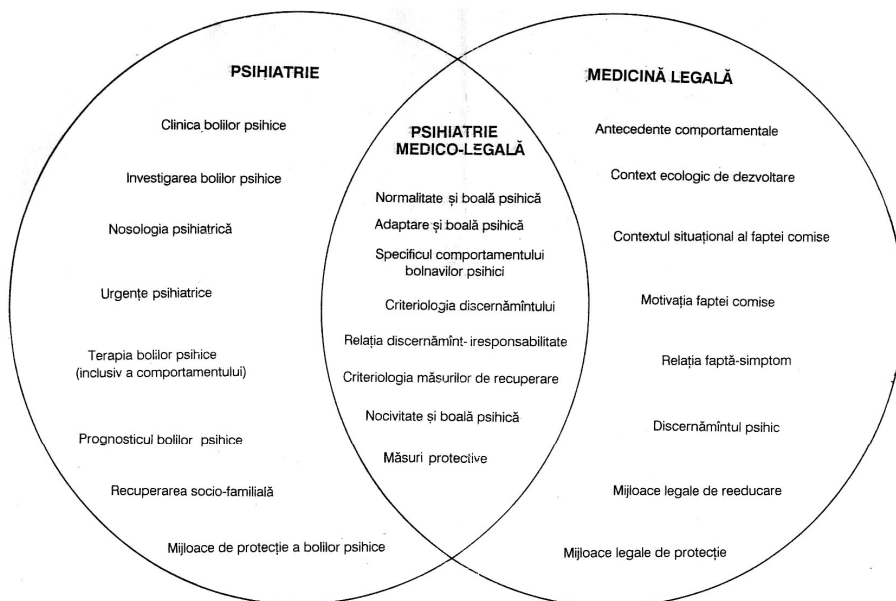 PSIHIATRIE
Clinica bolilor psihice
Investigarea bolilor psihice
Nosologia psihiatrică
Urgențe psihiatrice
Terapia bolilor psihice
(inclusiv a comportamentului)
Prognosticul bolilor psihice
Recuperarea socio-familială
Mijloace de protecție a bolilor psihice
PSIHIATRIE
MEDICO-LEGALĂ
Normalitate și boală psihică
Adaptare și boală psihică
Specificul comportamentului
bolnavilor psihici
Criteriologia discernămîntului
Relația discernămînt-iresponsabilitate
Criteriologia măsurilor de recuperare
Nocivitate și boală psihică
Măsuri protective
MEDICINĂ LEGALĂ
Antecedente comportamentale
Context ecologic de dezvoltare
Contextul situațional al faptei comise
Motivația faptei comise
Relația faptă-simptom
Discernămîntul psihic
Mijloace legale de reeducare
Mijloace legale de protecție